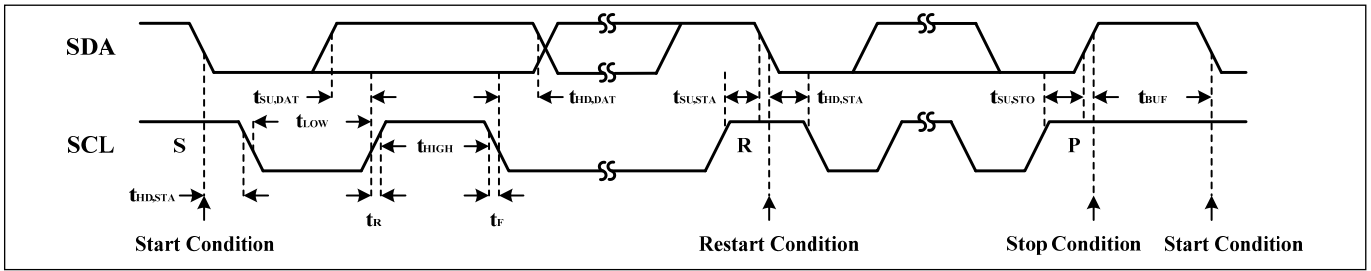 SDA
tSU,DAT tHD,DAT tSU,STA tHD,STA tSU,STO tBUF
tLOW
SCL S tHIGH R P
tHD,STA
tR tF
Start Condition Restart Condition Stop Condition Start Condition